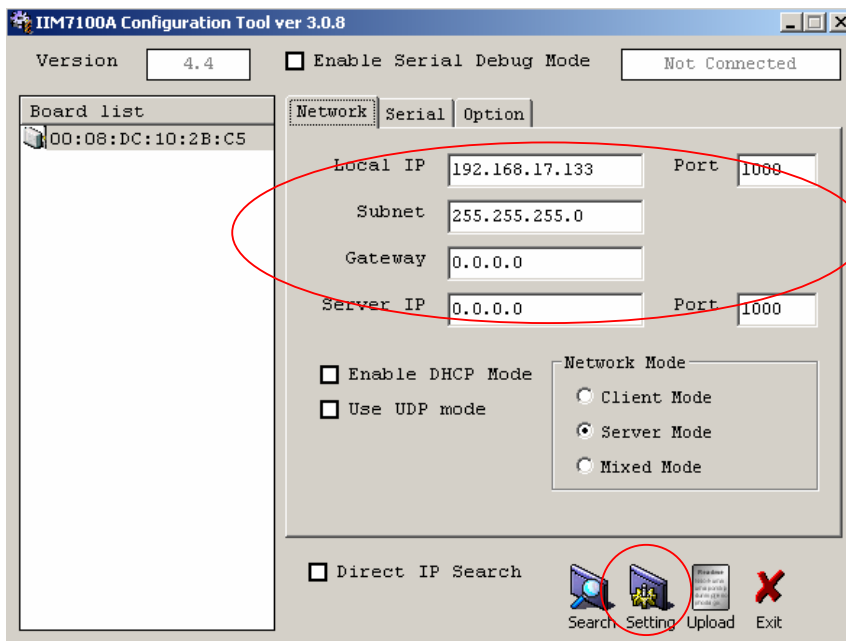 IIM7100A Configuration Tool ver 3.0.8
Version 4.4 Enable Serial Debug Mode Not Connected
Board list
00:08:DC:10:2B:C5
Network Serial Option
Local IP 192.168.17.133 Port 1000
Subnet 255.255.255.0
Gateway 0.0.0.0
Server IP 0.0.0.0 Port 1000
Enable DHCP Mode
Use UDP mode
Network Mode
Client Mode
Server Mode
Mixed Mode
Direct IP Search
Search Setting Upload Exit